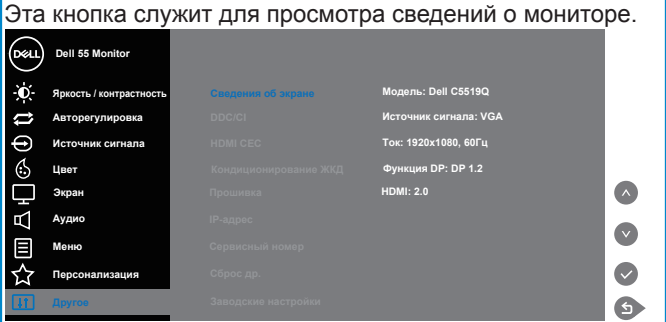 Эта кнопка служит для просмотра сведений о мониторе.
DELL
Dell 55 Monitor
Яркость / контрастность
Авторегулировка
Источник сигнала
Цвет
Экран
Аудио
Меню
Персонализация
Другое
Сведения об экране
DDC/CI
HDMI CEC
Кондиционирование ЖКД
Прошивка
IP-адрес
Сервисный номер
Сброс др.
Заводские настройки
Модель: Dell C5519Q
Источник сигнала: VGA
Ток: 1920x1080, 60Гц
Функция DP: DP 1.2
HDMI: 2.0